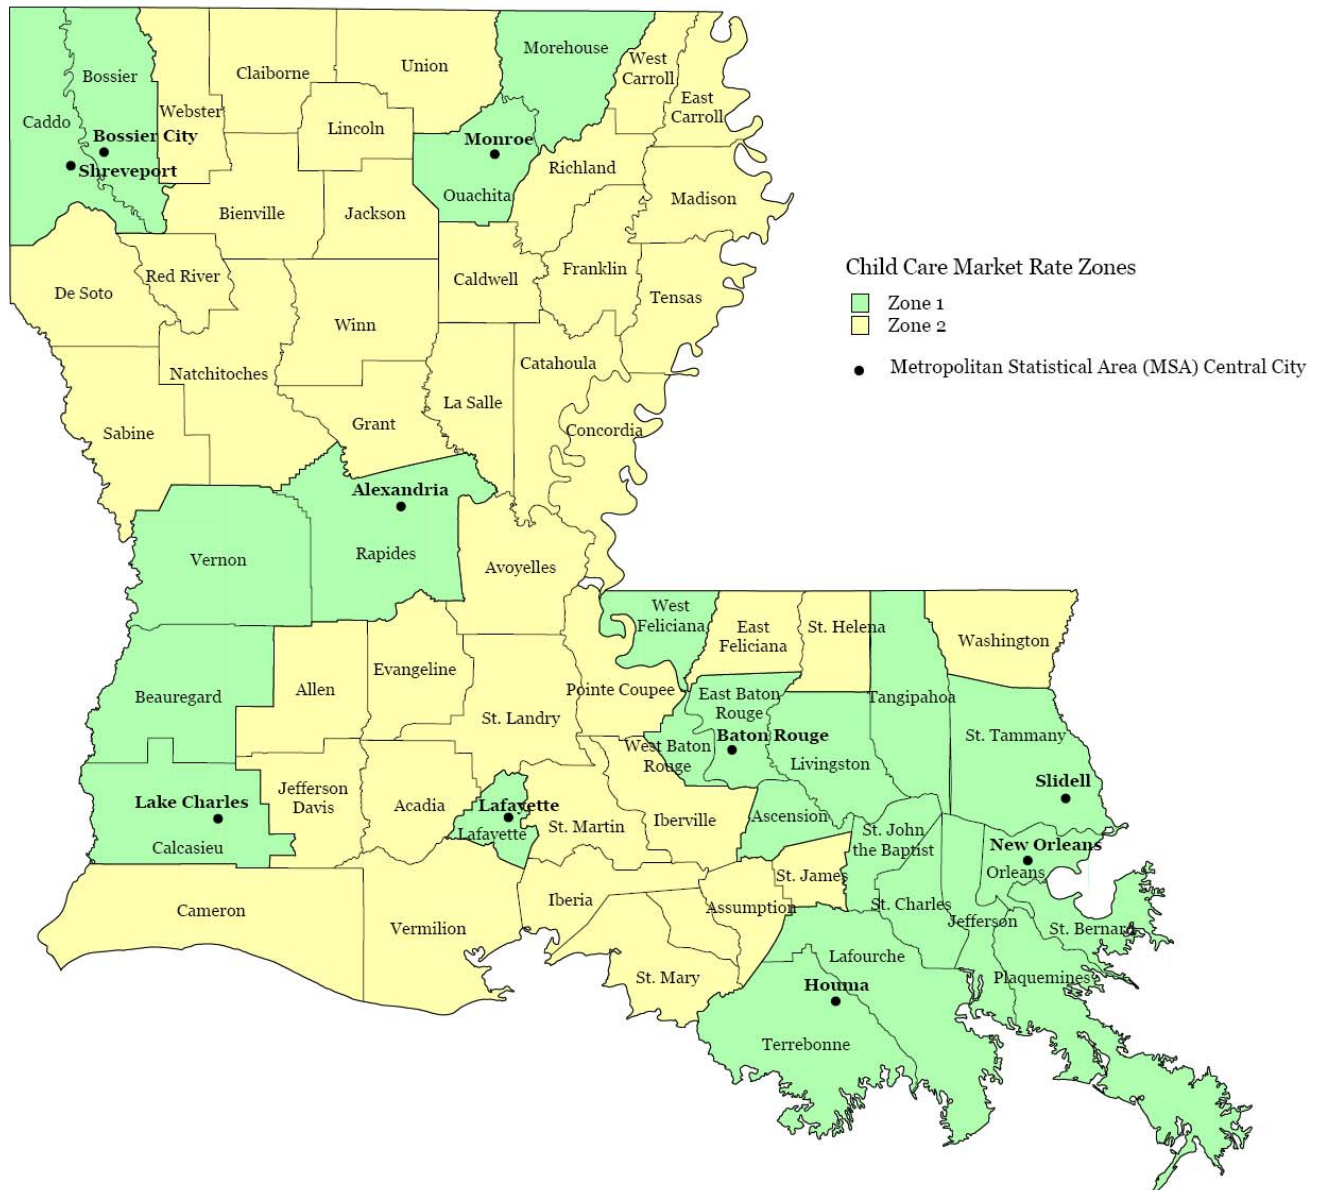 Morehouse
Union
West
Carroll
Claiborne
Bossier
East
Carroll
Webster
Caddo
Lincoln
Bossier City
Monroe
Shreveport
Richland
Ouachita
Madison
Bienville
Jackson
Child Care Market Rate Zones
Franklin
Red River
Caldwell
De Soto
Tensas
Zone 1
Zone 2
Winn
Catahoula
Metropolitan Statistical Area (MSA) Central City
Natchitoches
La Salle
Grant
Concordia
Sabine
Alexandria
Rapides
Vernon
Avoyelles
West
Feliciana
East
Feliciana
St. Helena
Washington
Evangeline
Allen
Pointe Coupee
Beauregard
East Baton
Rouge
Tangipahoa
St. Landry
Baton Rouge
St. Tammany
West Baton
Rouge
Livingston
Slidell
Jefferson
Davis
Lake Charles
Acadia
Lafayette
Lafayette
St. Martin
Iberville
Ascension
St. John
the Baptist
New Orleans
Calcasieu
Orleans
St. James
Iberia
St. Charles
Assumption
Cameron
Jefferson
Vermilion
St. Bernard
Lafourche
St. Mary
Plaquemines
Houma
Terrebonne